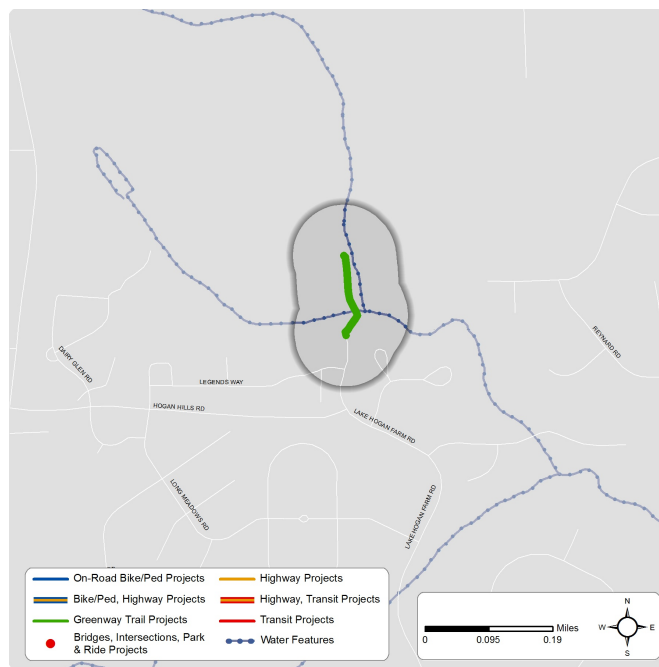 REYNARD RD
DAIRY GLEN RD
LEGENDS WAY
HOGAN HILLS RD
LAKE HOGAN FARM RD
LONG MEADOWS RD
LAKE HOGAN FARM RD
On-Road Bike/Ped Projects
Highway Projects
Bike/Ped, Highway Projects
Highway, Transit Projects
Greenway Trail Projects
Transit Projects
Bridges, Intersections, Park
& Ride Projects
Water Features
Miles
0
0.095
0.19
N
W
E
S